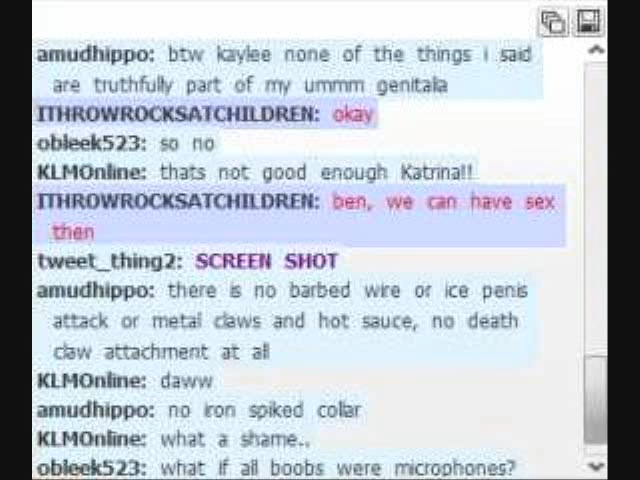 amudhippo: btw kaylee none of the things i said
are truthfully part of my ummm genitalia
ITHROWROCKSATCHILDREN: okay
obleek523: so no
KLMOnline: thats not good enough Katrina!!
ITHROWROCKSATCHILDREN: ben, we can have sex
then
tweet_thing2: SCREEN SHOT
amudhippo: there is no barbed wire or ice penis
attack or metal claws and hot sauce, no death
claw attachment at all
KLMOnline: daww
amudhippo: no iron spiked collar
KLMOnline: what a shame..
obleek523: what if all boobs were microphones?